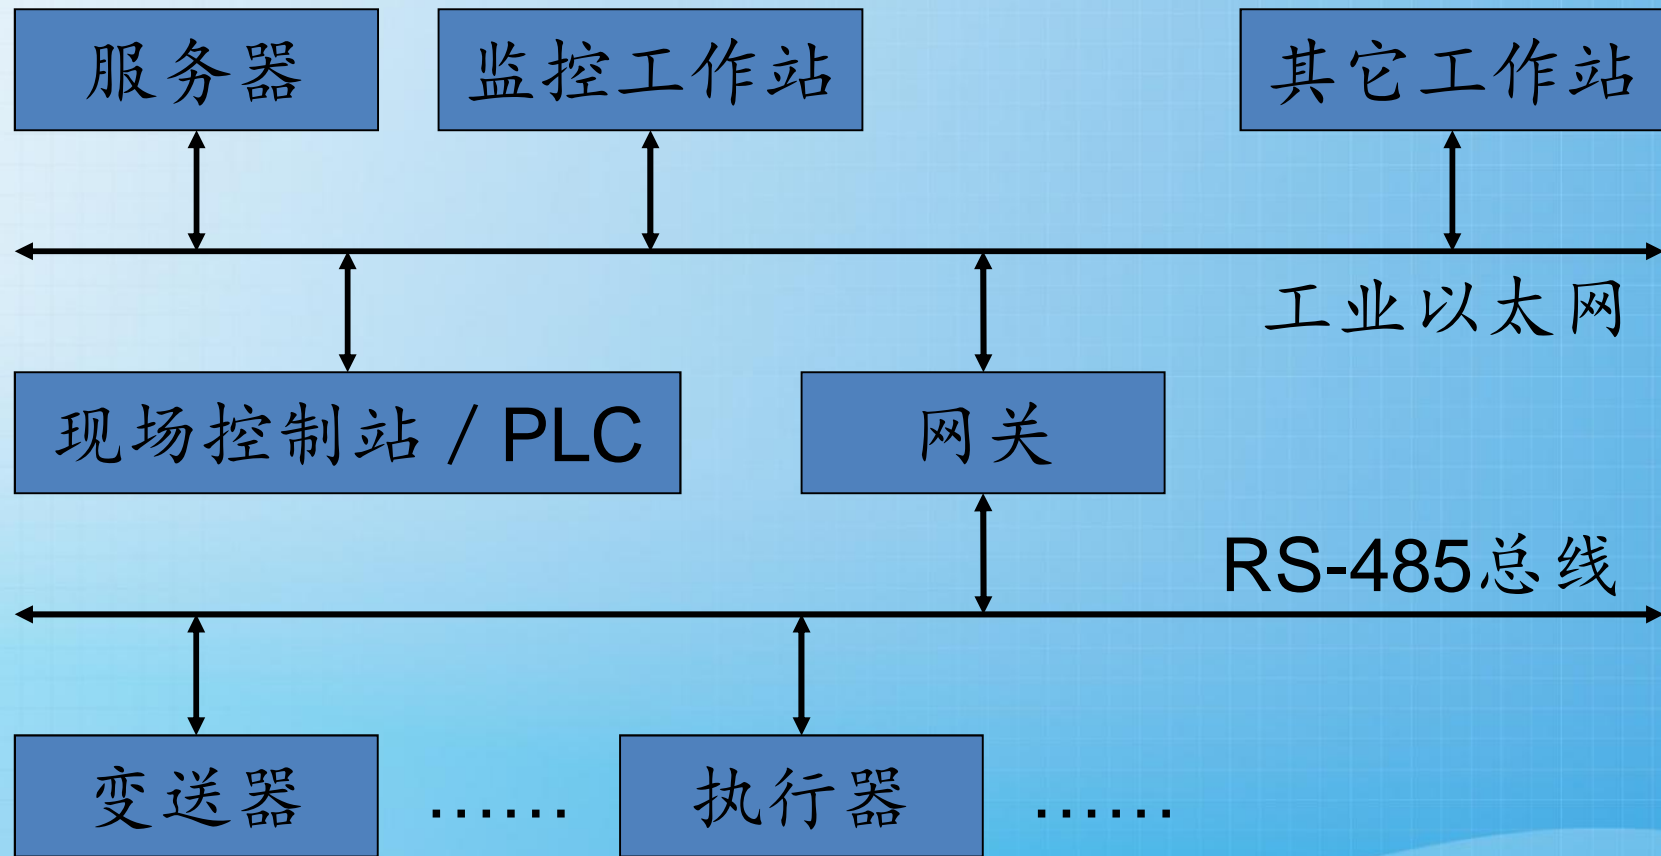 服务器 监控工作站 其它工作站
工业以太网
现场控制站 / PLC 网关
RS-485总线
变送器 …… 执行器 ……